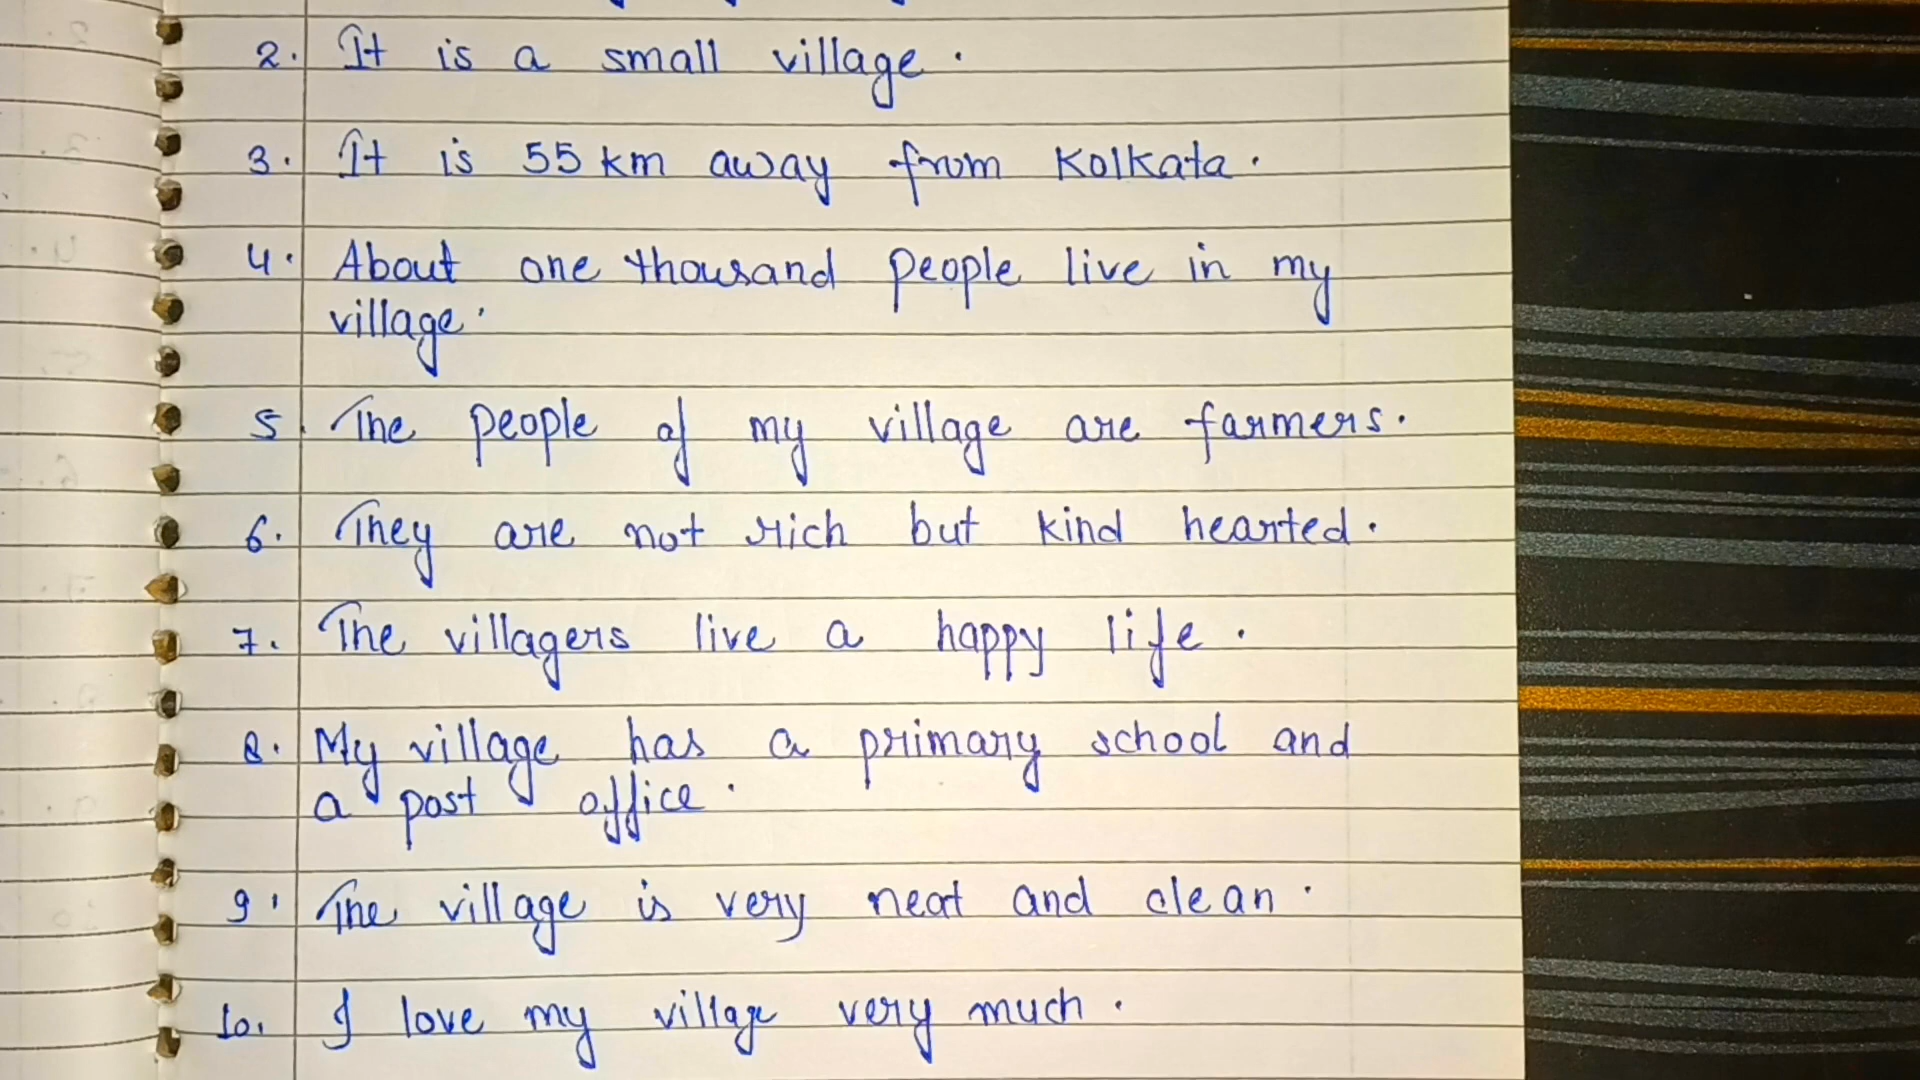 2. It is a small village.
3. It is 55 km away from Kolkata.
4. About one thousand people live in my
village.
5. The people of my village are farmers.
6. They are not rich but kind hearted.
7. The villagers live a happy life.
8. My village has a primary school and
a post office.
9. The village is very neat and clean.
10. I love my village very much.